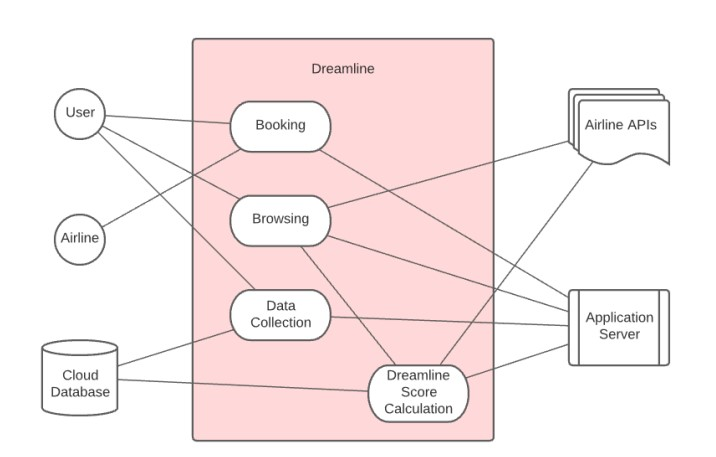 Dreamline
User
Booking
Airline APIs
Browsing
Airline
Data
Collection
Application
Server
Cloud
Database
Dreamline
Score
Calculation